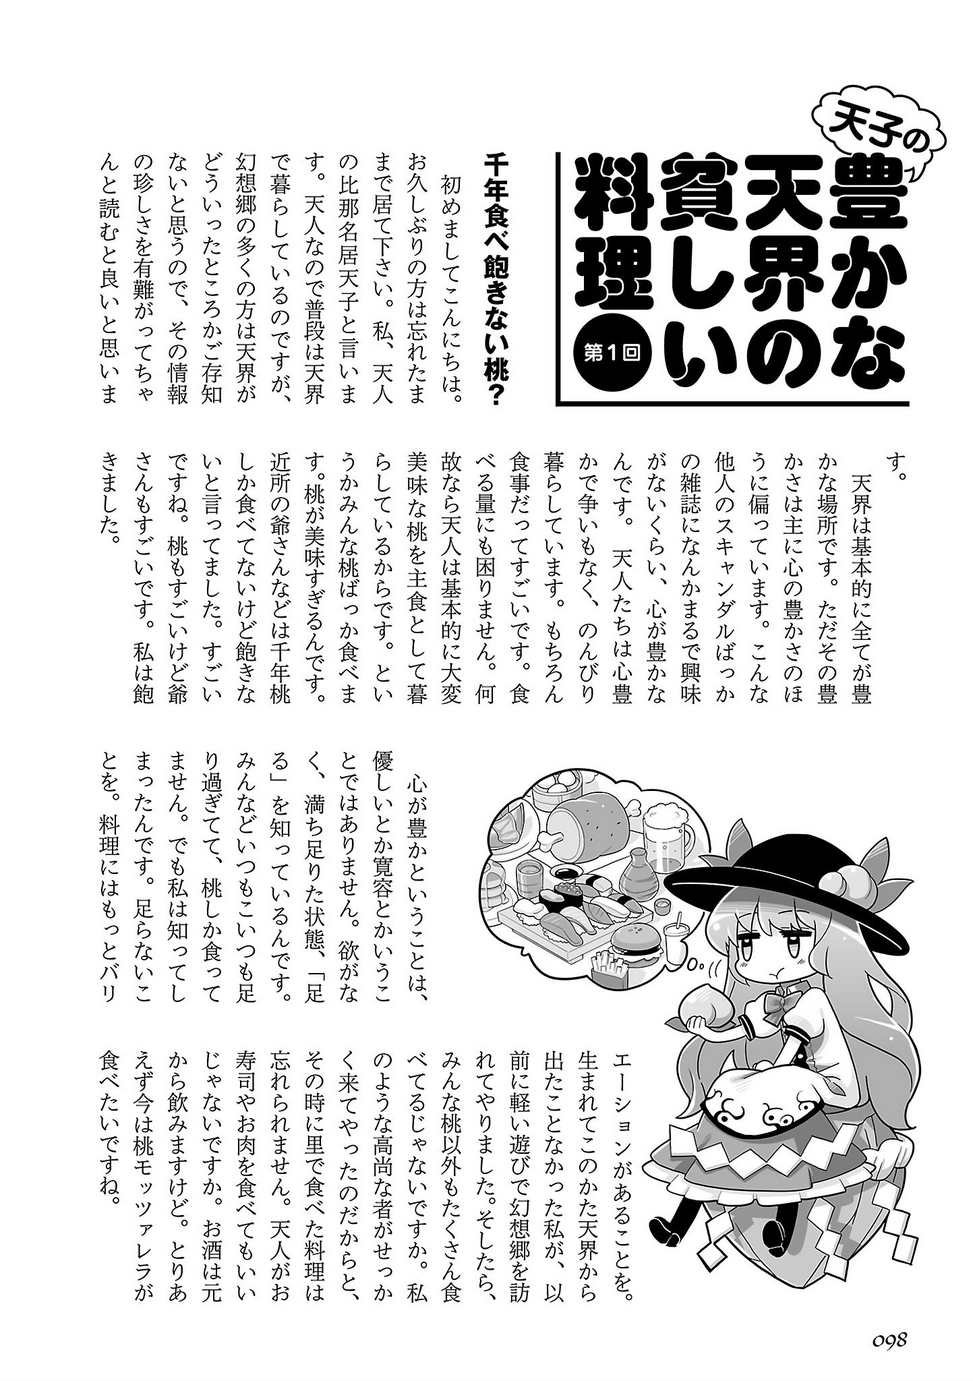 天子の
豊かな
天界の
貧しい
料理
第1回
千年食べ飽きない桃?
初めましてこんにちは。
お久しぶりの方は忘れたま
まで居て下さい。私、天人
の比那名居天子と言いま
す。天人なので普段は天界
で暮らしているのですが、
幻想郷の多くの方は天界が
どういったところかご存知
ないと思うので、その情報
の珍しさを有難がってちゃ
んと読むと良いと思いま
す。
天界は基本的に全てが豊
かな場所です。ただその豊
かさは主に心の豊かさのほ
うに偏っています。こんな
他人のスキャンダルばっか
の雑誌になんかまるで興味
がないくらい、心が豊かな
んです。天人たちは心豊
かで争いもなく、のんびり
暮らしています。もちろん
食事だってすごいです。食
べる量にも困りません。何
故なら天人は基本的に大変
美味な桃を主食として暮
らしているからです。とい
うかみんな桃ばっか食べま
す。桃が美味すぎるんです。
近所の爺さんなどは千年桃
しか食べてないけど飽きな
いと言ってました。すごい
ですね。桃もすごいけど爺
さんもすごいです。私は飽
きました。
心が豊かということは、
優しいとか寛容とかいうこ
とではありません。欲がな
く、満ち足りた状態、「足
る」を知っているんです。
みんなどいつもこいつも足
り過ぎてて、桃しか食って
ません。でも私は知ってし
まったんです。足らないこ
とを。料理にはもっとバリ
エーションがあることを。
生まれてこのかた天界から
出たことなかった私が、以
前に軽い遊びで幻想郷を訪
れてやりました。そしたら、
みんな桃以外もたくさん食
べてるじゃないですか。私
のような高尚な者がせっか
く来てやったのだからと、
その時に里で食べた料理は
忘れられません。天人がお
寿司やお肉を食べてもいい
じゃないですか。お酒は元
から飲みますけど。とりあ
えず今は桃モッツァレラが
食べたいですね。
098